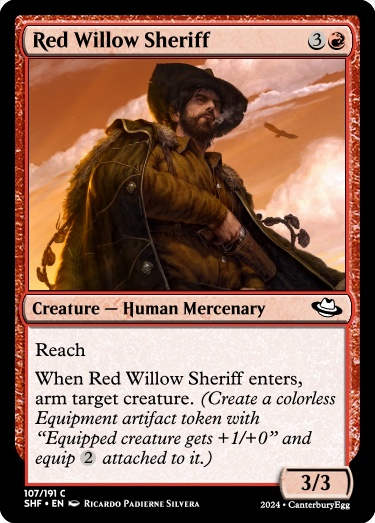 Red Willow Sheriff 3
Creature — Human Mercenary
Reach
When Red Willow Sheriff enters,
arm target creature. (Create a colorless
Equipment artifact token with
“Equipped creature gets +1/+0” and
equip 2 attached to it.)
3/3
107/191 C
SHF • EN Ricardo Padierne Silvera
2024 • CanterburyEgg